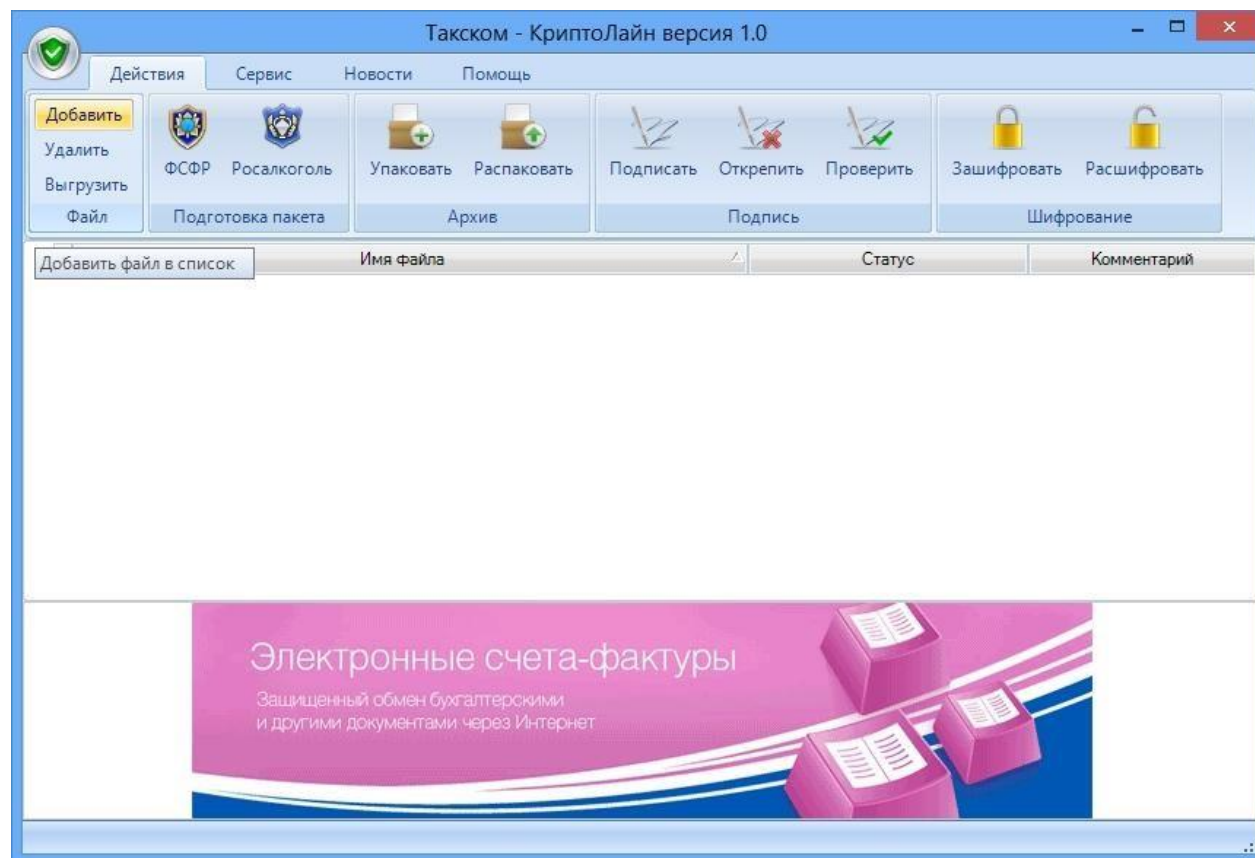 Такском - КриптоЛайн версия 1.0
Действия Сервис Новости Помощь
Добавить
Удалить
Выгрузить
ФСФР Росалкоголь Упаковать Распаковать Подписать Открепить Проверить Зашифровать Расшифровать
Файл Подготовка пакета Архив Подпись Шифрование
Добавить файл в список Имя файла Статус Комментарий
Электронные счета-фактуры
Защищенный обмен бухгалтерскими
и другими документами через Интернет